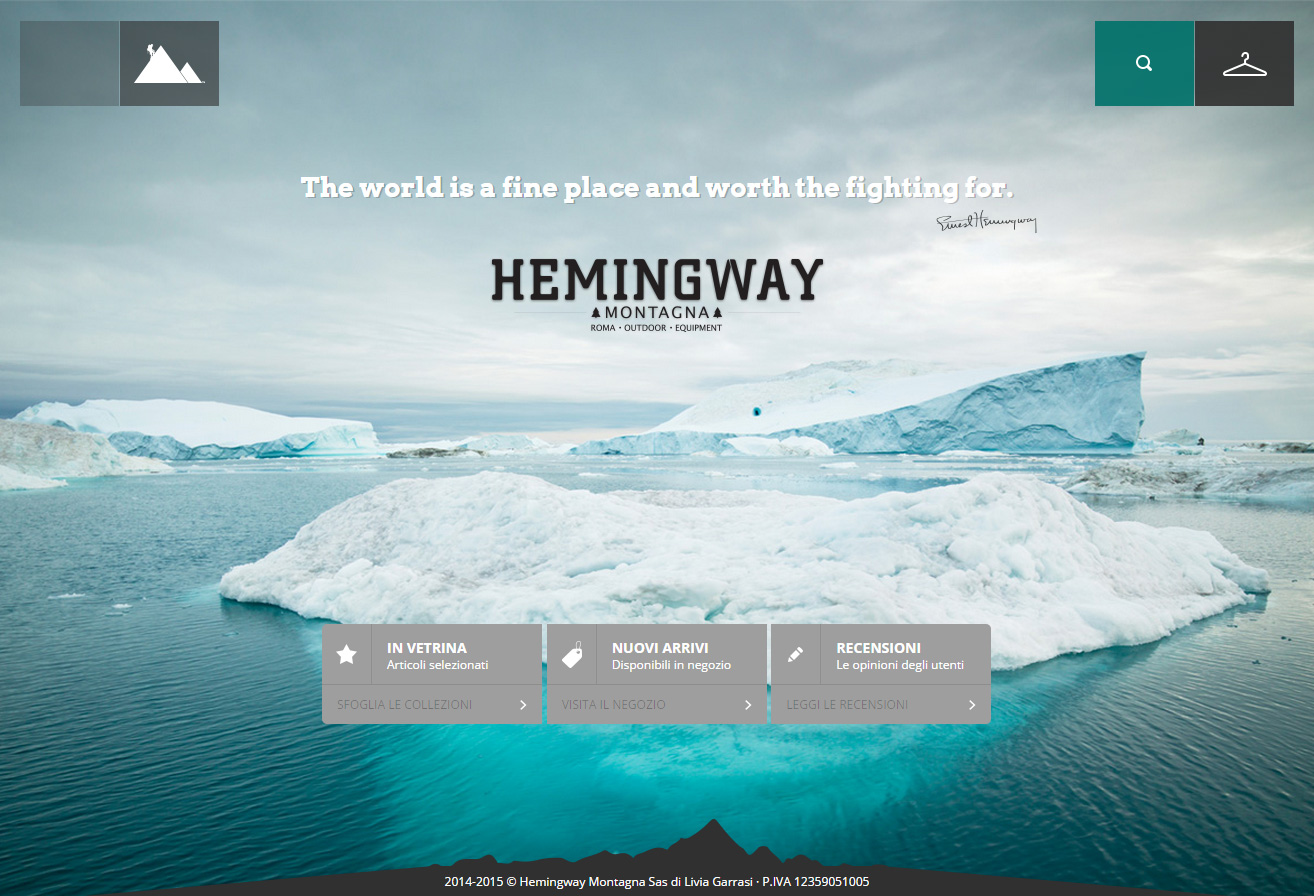 The world is a fine place and worth the fighting for.
Ernest Hemingway
HEMINGWAY
MONTAGNA
ROMA • OUTDOOR • EQUIPMENT
IN VETRINA
Articoli selezionati
SFOGLIA LE COLLEZIONI
NUOVI ARRIVI
Disponibili in negozio
VISITA IL NEGOZIO
RECENSIONI
Le opinioni degli utenti
LEGGI LE RECENSIONI
2014-2015 © Hemingway Montagna Sas di Livia Garrasi · P.IVA 12359051005